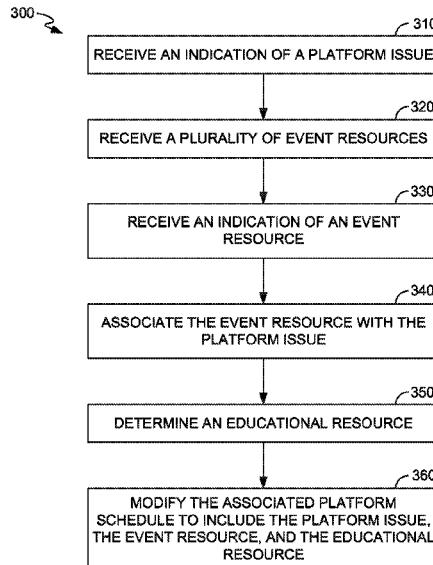 300
310
RECEIVE AN INDICATION OF A PLATFORM ISSUE
320
RECEIVE A PLURALITY OF EVENT RESOURCES
330
RECEIVE AN INDICATION OF AN EVENT
RESOURCE
340
ASSOCIATE THE EVENT RESOURCE WITH THE
PLATFORM ISSUE
350
DETERMINE AN EDUCATIONAL RESOURCE
360
MODIFY THE ASSOCIATED PLATFORM
SCHEDULE TO INCLUDE THE PLATFORM ISSUE,
THE EVENT RESOURCE, AND THE EDUCATIONAL
RESOURCE